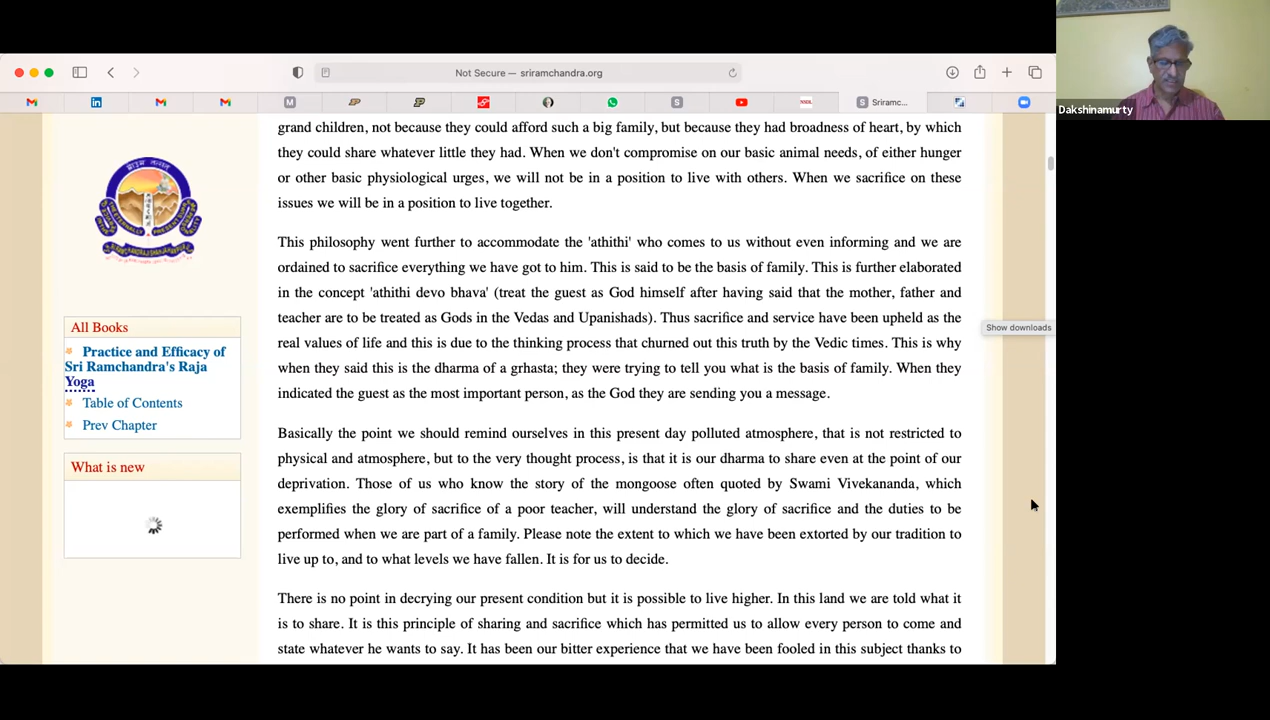 Not Secure — sriramchandra.org
Sriramc...
Dakshinamurty
grand children, not because they could afford such a big family, but because they had broadness of heart, by which
they could share whatever little they had. When we don't compromise on our basic animal needs, of either hunger
or other basic physiological urges, we will not be in a position to live with others. When we sacrifice on these
issues we will be in a position to live together.
This philosophy went further to accommodate the 'athithi' who comes to us without even informing and we are
ordained to sacrifice everything we have got to him. This is said to be the basis of family. This is further elaborated
in the concept 'athithi devo bhava' (treat the guest as God himself after having said that the mother, father and
teacher are to be treated as Gods in the Vedas and Upanishads). Thus sacrifice and service have been upheld as the
real values of life and this is due to the thinking process that churned out this truth by the Vedic times. This is why
when they said this is the dharma of a grhasta; they were trying to tell you what is the basis of family. When they
indicated the guest as the most important person, as the God they are sending you a message.
Basically the point we should remind ourselves in this present day polluted atmosphere, that is not restricted to
physical and atmosphere, but to the very thought process, is that it is our dharma to share even at the point of our
deprivation. Those of us who know the story of the mongoose often quoted by Swami Vivekananda, which
exemplifies the glory of sacrifice of a poor teacher, will understand the glory of sacrifice and the duties to be
performed when we are part of a family. Please note the extent to which we have been extorted by our tradition to
live up to, and to what levels we have fallen. It is for us to decide.
There is no point in decrying our present condition but it is possible to live higher. In this land we are told what it
is to share. It is this principle of sharing and sacrifice which has permitted us to allow every person to come and
state whatever he wants to say. It has been our bitter experience that we have been fooled in this subject thanks to
All Books
Practice and Efficacy of
Sri Ramchandra's Raja
Yoga
Table of Contents
Prev Chapter
What is new
Show downloads